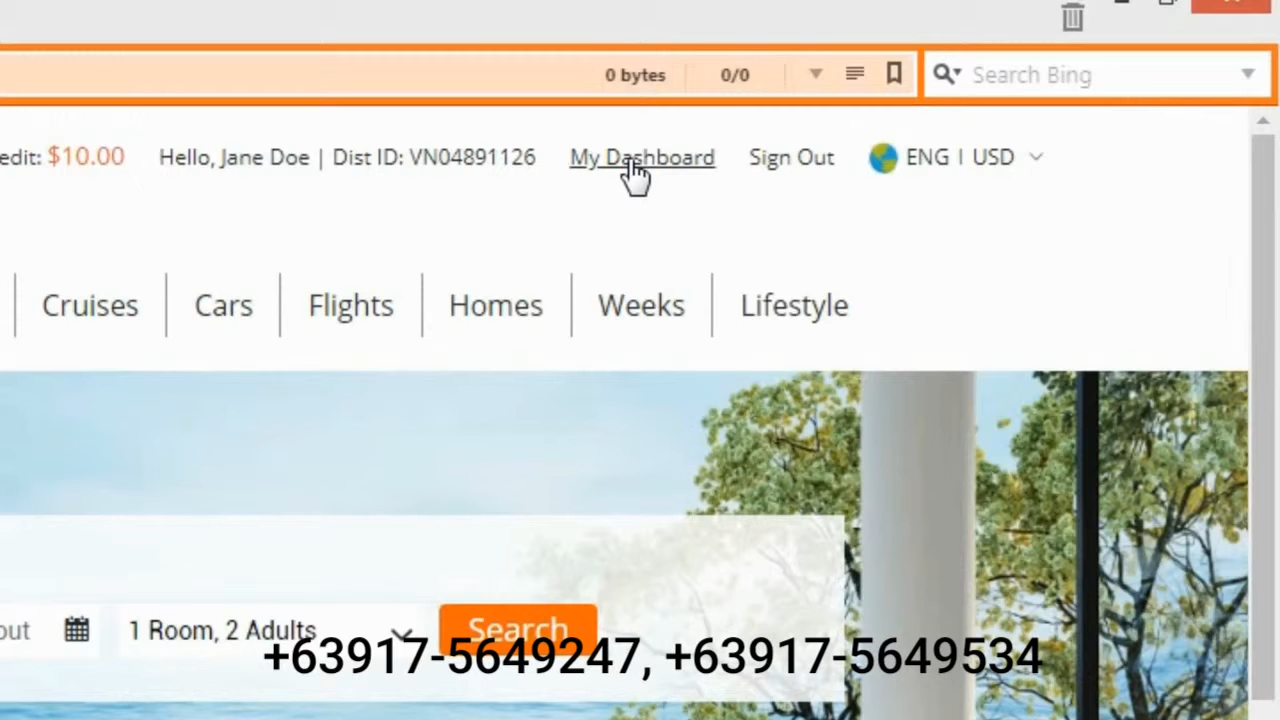 0 bytes 0/0 Search Bing
edit: $10.00 Hello, Jane Doe | Dist ID: VN04891126 My Dashboard Sign Out ENG | USD
Cruises Cars Flights Homes Weeks Lifestyle
out 1 Room, 2 Adults Search
+63917-5649247, +63917-5649534